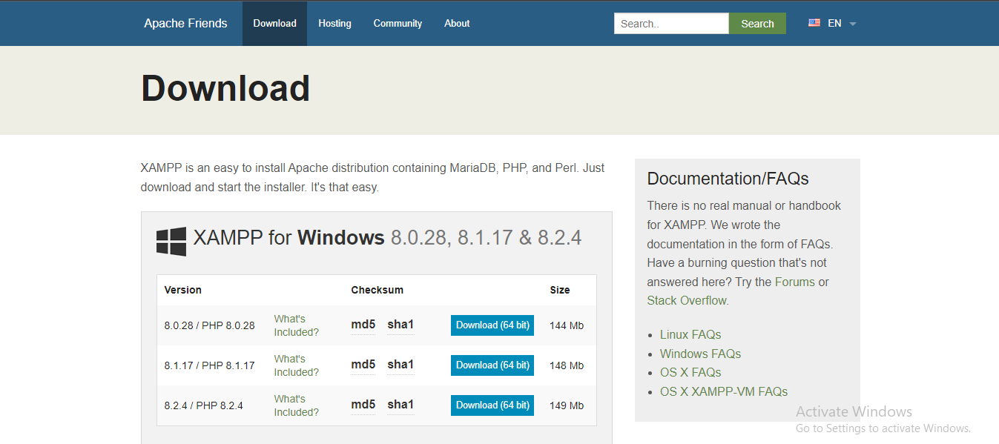 Apache Friends Download Hosting Community About Search.. Search EN
Download
XAMPP is an easy to install Apache distribution containing MariaDB, PHP, and Perl. Just
download and start the installer. It's that easy.
XAMPP for Windows 8.0.28, 8.1.17 & 8.2.4
Version Checksum Size
8.0.28 / PHP 8.0.28 What's
Included? md5 sha1 Download (64 bit) 144 Mb
8.1.17 / PHP 8.1.17 What's
Included? md5 sha1 Download (64 bit) 148 Mb
8.2.4 / PHP 8.2.4 What's
Included? md5 sha1 Download (64 bit) 149 Mb
Documentation/FAQs
There is no real manual or handbook
for XAMPP. We wrote the
documentation in the form of FAQs.
Have a burning question that's not
answered here? Try the Forums or
Stack Overflow.
Linux FAQs
Windows FAQs
OS X FAQs
OS X XAMPP-VM FAQs
Activate Windows
Go to Settings to activate Windows.